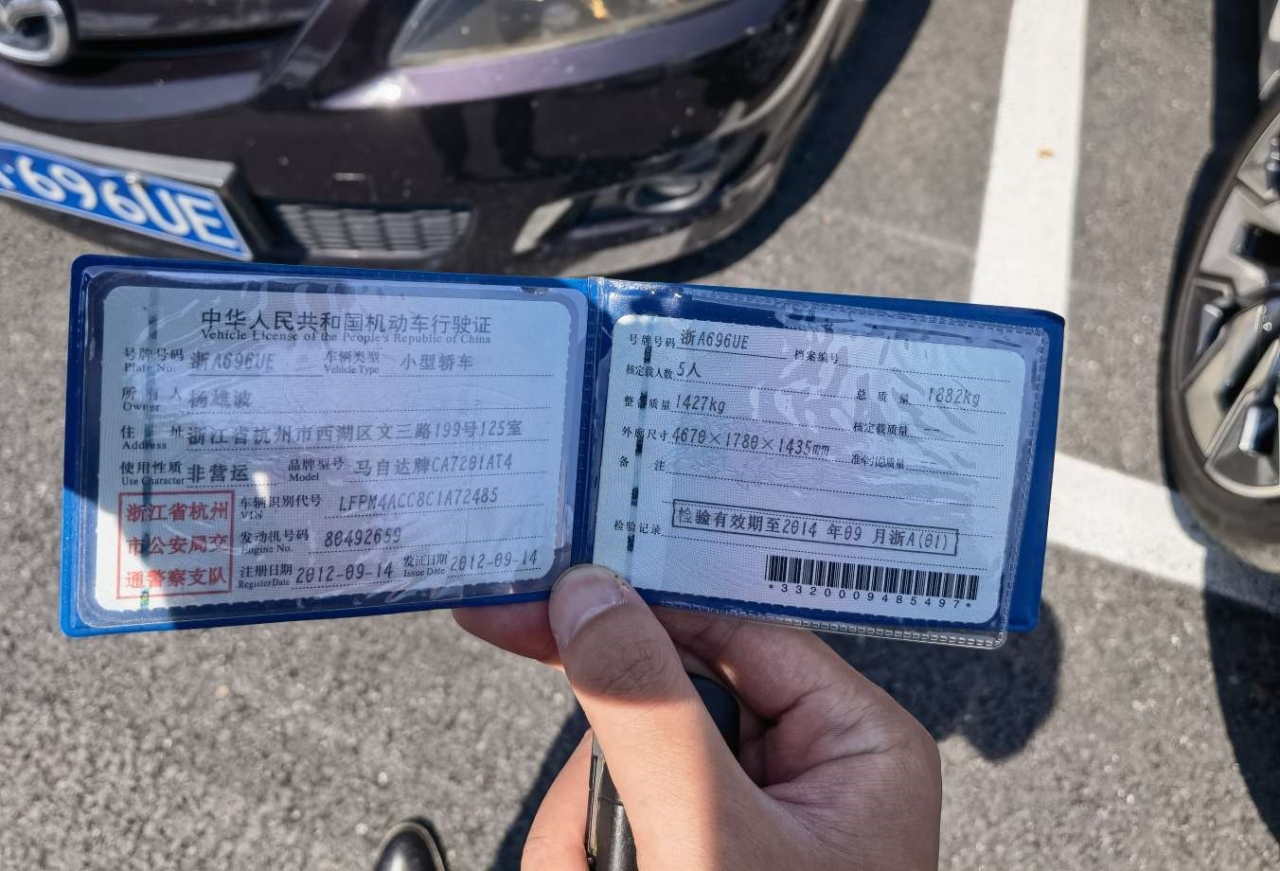 696UE
中华人民共和国机动车行驶证
Vehicle License of the People's Republic of China
号牌号码 浙A696UE 车辆类型 小型轿车
Plate No. Vehicle Type
所有人 杨雄波
Owner
住址 浙江省杭州市西湖区文三路199号125室
Address
使用性质 非营运 品牌型号 马自达牌CA7201AT4
Use Character Model
浙江省杭州
市公安局交
通警察支队
车辆识别代号 LFPM4ACC8C1A72485
VIN
发动机号码 80492659
Engine No.
注册日期 2012-09-14 发证日期 2012-09-14
Register Date Issue Date
号牌号码 浙A696UE 档案编号
核定载人数 5人 总质量 1882kg
整备质量 1427kg 核定载质量 --
外廓尺寸 4670×1780×1435mm 准牵引总质量 --
备注
检验记录 检验有效期至2014年09月浙A(01)
*3320009485497*